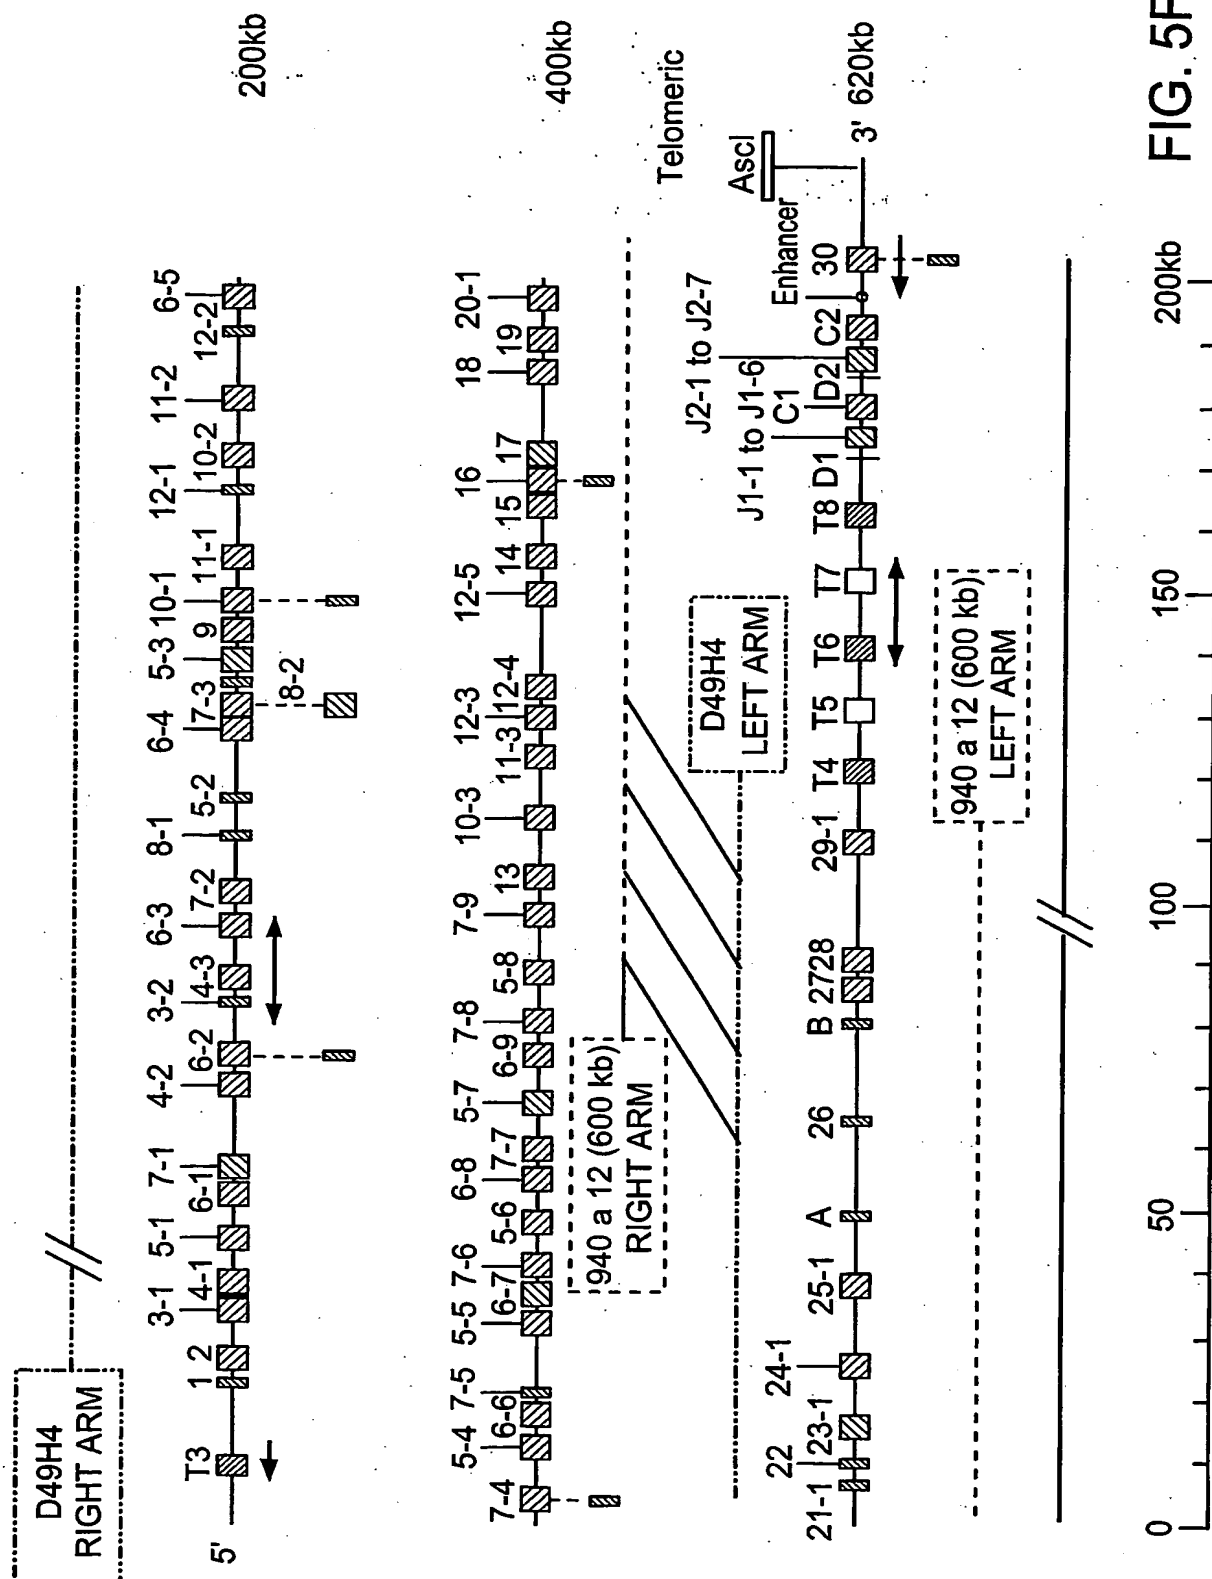 D49H4
RIGHT ARM
5'
T3
1
2
3-1
4-1
5-1
6-1
7-1
4-2
6-2
3-2
4-3
6-3
7-2
8-1
5-2
6-4
7-3
8-2
5-3
9
10-1
11-1
12-1
10-2
11-2
12-2
6-5
200kb
7-4
5-4
6-6
7-5
5-5
6-7
7-6
5-6
6-8
7-7
5-7
6-9
7-8
5-8
7-9
13
10-3
11-3
12-3
12-4
12-5
14
15
16
17
18
19
20-1
400kb
940 a 12 (600 kb)
RIGHT ARM
D49H4
LEFT ARM
Telomeric
21-1
22
23-1
24-1
25-1
A
26
B
27
28
29-1
T4
T5
T6
T7
T8
D1
J1-1 to J1-6
C1
D2
J2-1 to J2-7
C2
Enhancer
30
AscI
3'
620kb
940 a 12 (600 kb)
LEFT ARM
0
50
100
150
200kb
FIG. 5F